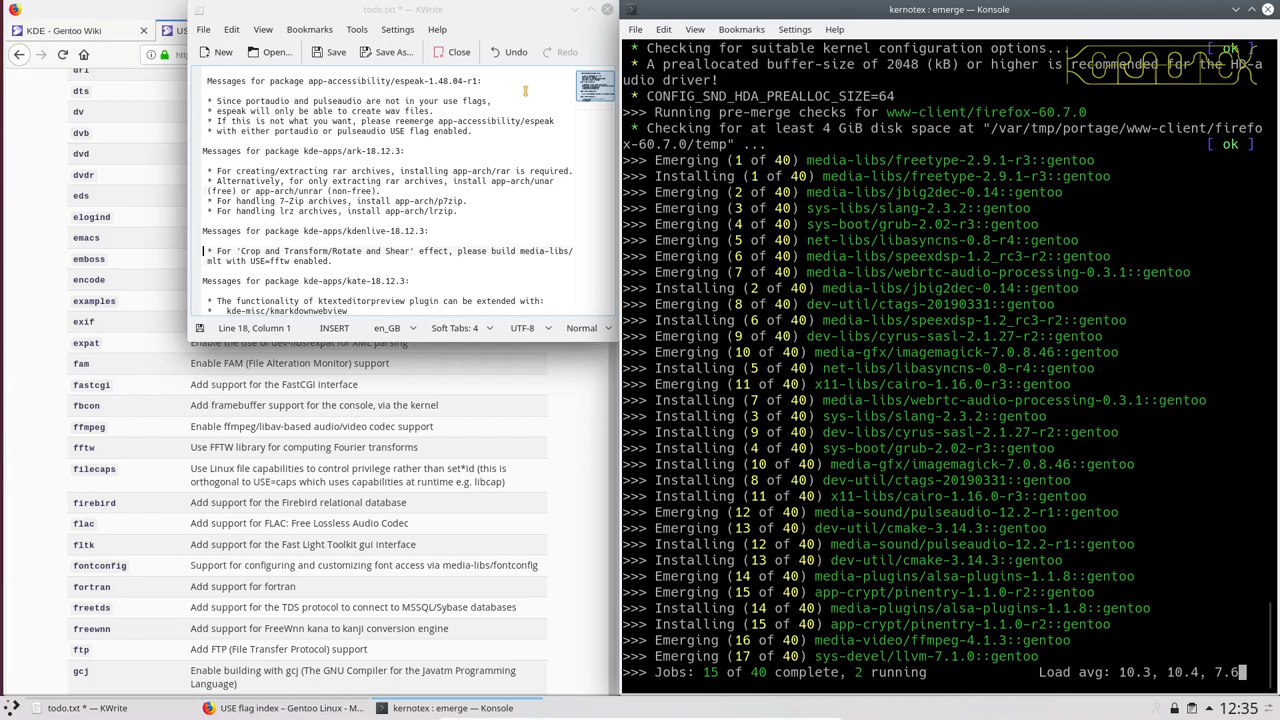 KDE - Gentoo Wiki
US
todo.txt * — KWrite
File Edit View Bookmarks Tools Settings Help
New Open... Save Save As... Close Undo Redo
Messages for package app-accessibility/espeak-1.48.04-r1:
* Since portaudio and pulseaudio are not in your use flags,
* espeak will only be able to create wav files.
* If this is not what you want, please reemerge app-accessibility/espeak
* with either portaudio or pulseaudio USE flag enabled.
Messages for package kde-apps/ark-18.12.3:
* For creating/extracting rar archives, installing app-arch/rar is required.
* Alternatively, for only extracting rar archives, install app-arch/unar
(free) or app-arch/unrar (non-free).
* For handling 7-Zip archives, install app-arch/p7zip.
* For handling lrz archives, install app-arch/lrzip.
Messages for package kde-apps/kdenlive-18.12.3:
* For 'Crop and Transform/Rotate and Shear' effect, please build media-libs/
mlt with USE=fftw enabled.
Messages for package kde-apps/kate-18.12.3:
* The functionality of ktexteditorpreview plugin can be extended with:
kde-misc/kmarkdownwebview
Line 18, Column 1 INSERT en_GB Soft Tabs: 4 UTF-8 Normal
dri
dts
dv
dvb
dvd
dvdr
eds
elogind
emacs
emboss
encode
examples
exif
expat Enable the use of dev-libs/expat for XML parsing
fam Enable FAM (File Alteration Monitor) support
fastcgi Add support for the FastCGI interface
fbcon Add framebuffer support for the console, via the kernel
ffmpeg Enable ffmpeg/libav-based audio/video codec support
fftw Use FFTW library for computing Fourier transforms
filecaps Use Linux file capabilities to control privilege rather than set*id (this is
orthogonal to USE=caps which uses capabilities at runtime e.g. libcap)
firebird Add support for the Firebird relational database
flac Add support for FLAC: Free Lossless Audio Codec
fltk Add support for the Fast Light Toolkit gui interface
fontconfig Support for configuring and customizing font access via media-libs/fontconfig
fortran Add support for fortran
freetds Add support for the TDS protocol to connect to MSSQL/Sybase databases
freewnn Add support for FreeWnn kana to kanji conversion engine
ftp Add FTP (File Transfer Protocol) support
gcj Enable building with gcj (The GNU Compiler for the Javatm Programming
Language)
kernotex : emerge — Konsole
File Edit View Bookmarks Settings Help
* Checking for suitable kernel configuration options... [ ok ]
* A preallocated buffer-size of 2048 (kB) or higher is recommended for the HD-a
udio driver!
* CONFIG_SND_HDA_PREALLOC_SIZE=64
>>> Running pre-merge checks for www-client/firefox-60.7.0
* Checking for at least 4 GiB disk space at "/var/tmp/portage/www-client/firefo
x-60.7.0/temp" ... [ ok ]
>>> Emerging (1 of 40) media-libs/freetype-2.9.1-r3::gentoo
>>> Installing (1 of 40) media-libs/freetype-2.9.1-r3::gentoo
>>> Emerging (2 of 40) media-libs/jbig2dec-0.14::gentoo
>>> Emerging (3 of 40) sys-libs/slang-2.3.2::gentoo
>>> Emerging (4 of 40) sys-boot/grub-2.02-r3::gentoo
>>> Emerging (5 of 40) net-libs/libasyncns-0.8-r4::gentoo
>>> Emerging (6 of 40) media-libs/speexdsp-1.2_rc3-r2::gentoo
>>> Emerging (7 of 40) media-libs/webrtc-audio-processing-0.3.1::gentoo
>>> Installing (2 of 40) media-libs/jbig2dec-0.14::gentoo
>>> Emerging (8 of 40) dev-util/ctags-20190331::gentoo
>>> Installing (6 of 40) media-libs/speexdsp-1.2_rc3-r2::gentoo
>>> Emerging (9 of 40) dev-libs/cyrus-sasl-2.1.27-r2::gentoo
>>> Emerging (10 of 40) media-gfx/imagemagick-7.0.8.46::gentoo
>>> Installing (5 of 40) net-libs/libasyncns-0.8-r4::gentoo
>>> Emerging (11 of 40) x11-libs/cairo-1.16.0-r3::gentoo
>>> Installing (7 of 40) media-libs/webrtc-audio-processing-0.3.1::gentoo
>>> Installing (3 of 40) sys-libs/slang-2.3.2::gentoo
>>> Installing (9 of 40) dev-libs/cyrus-sasl-2.1.27-r2::gentoo
>>> Installing (4 of 40) sys-boot/grub-2.02-r3::gentoo
>>> Installing (10 of 40) media-gfx/imagemagick-7.0.8.46::gentoo
>>> Installing (8 of 40) dev-util/ctags-20190331::gentoo
>>> Installing (11 of 40) x11-libs/cairo-1.16.0-r3::gentoo
>>> Emerging (12 of 40) media-sound/pulseaudio-12.2-r1::gentoo
>>> Emerging (13 of 40) dev-util/cmake-3.14.3::gentoo
>>> Installing (12 of 40) media-sound/pulseaudio-12.2-r1::gentoo
>>> Installing (13 of 40) dev-util/cmake-3.14.3::gentoo
>>> Emerging (14 of 40) media-plugins/alsa-plugins-1.1.8::gentoo
>>> Emerging (15 of 40) app-crypt/pinentry-1.1.0-r2::gentoo
>>> Installing (14 of 40) media-plugins/alsa-plugins-1.1.8::gentoo
>>> Installing (15 of 40) app-crypt/pinentry-1.1.0-r2::gentoo
>>> Emerging (16 of 40) media-video/ffmpeg-4.1.3::gentoo
>>> Emerging (17 of 40) sys-devel/llvm-7.1.0::gentoo
>>> Jobs: 15 of 40 complete, 2 running Load avg: 10.3, 10.4, 7.6
todo.txt * — KWrite USE flag index – Gentoo Linux - M... kernotex : emerge — Konsole 12:35